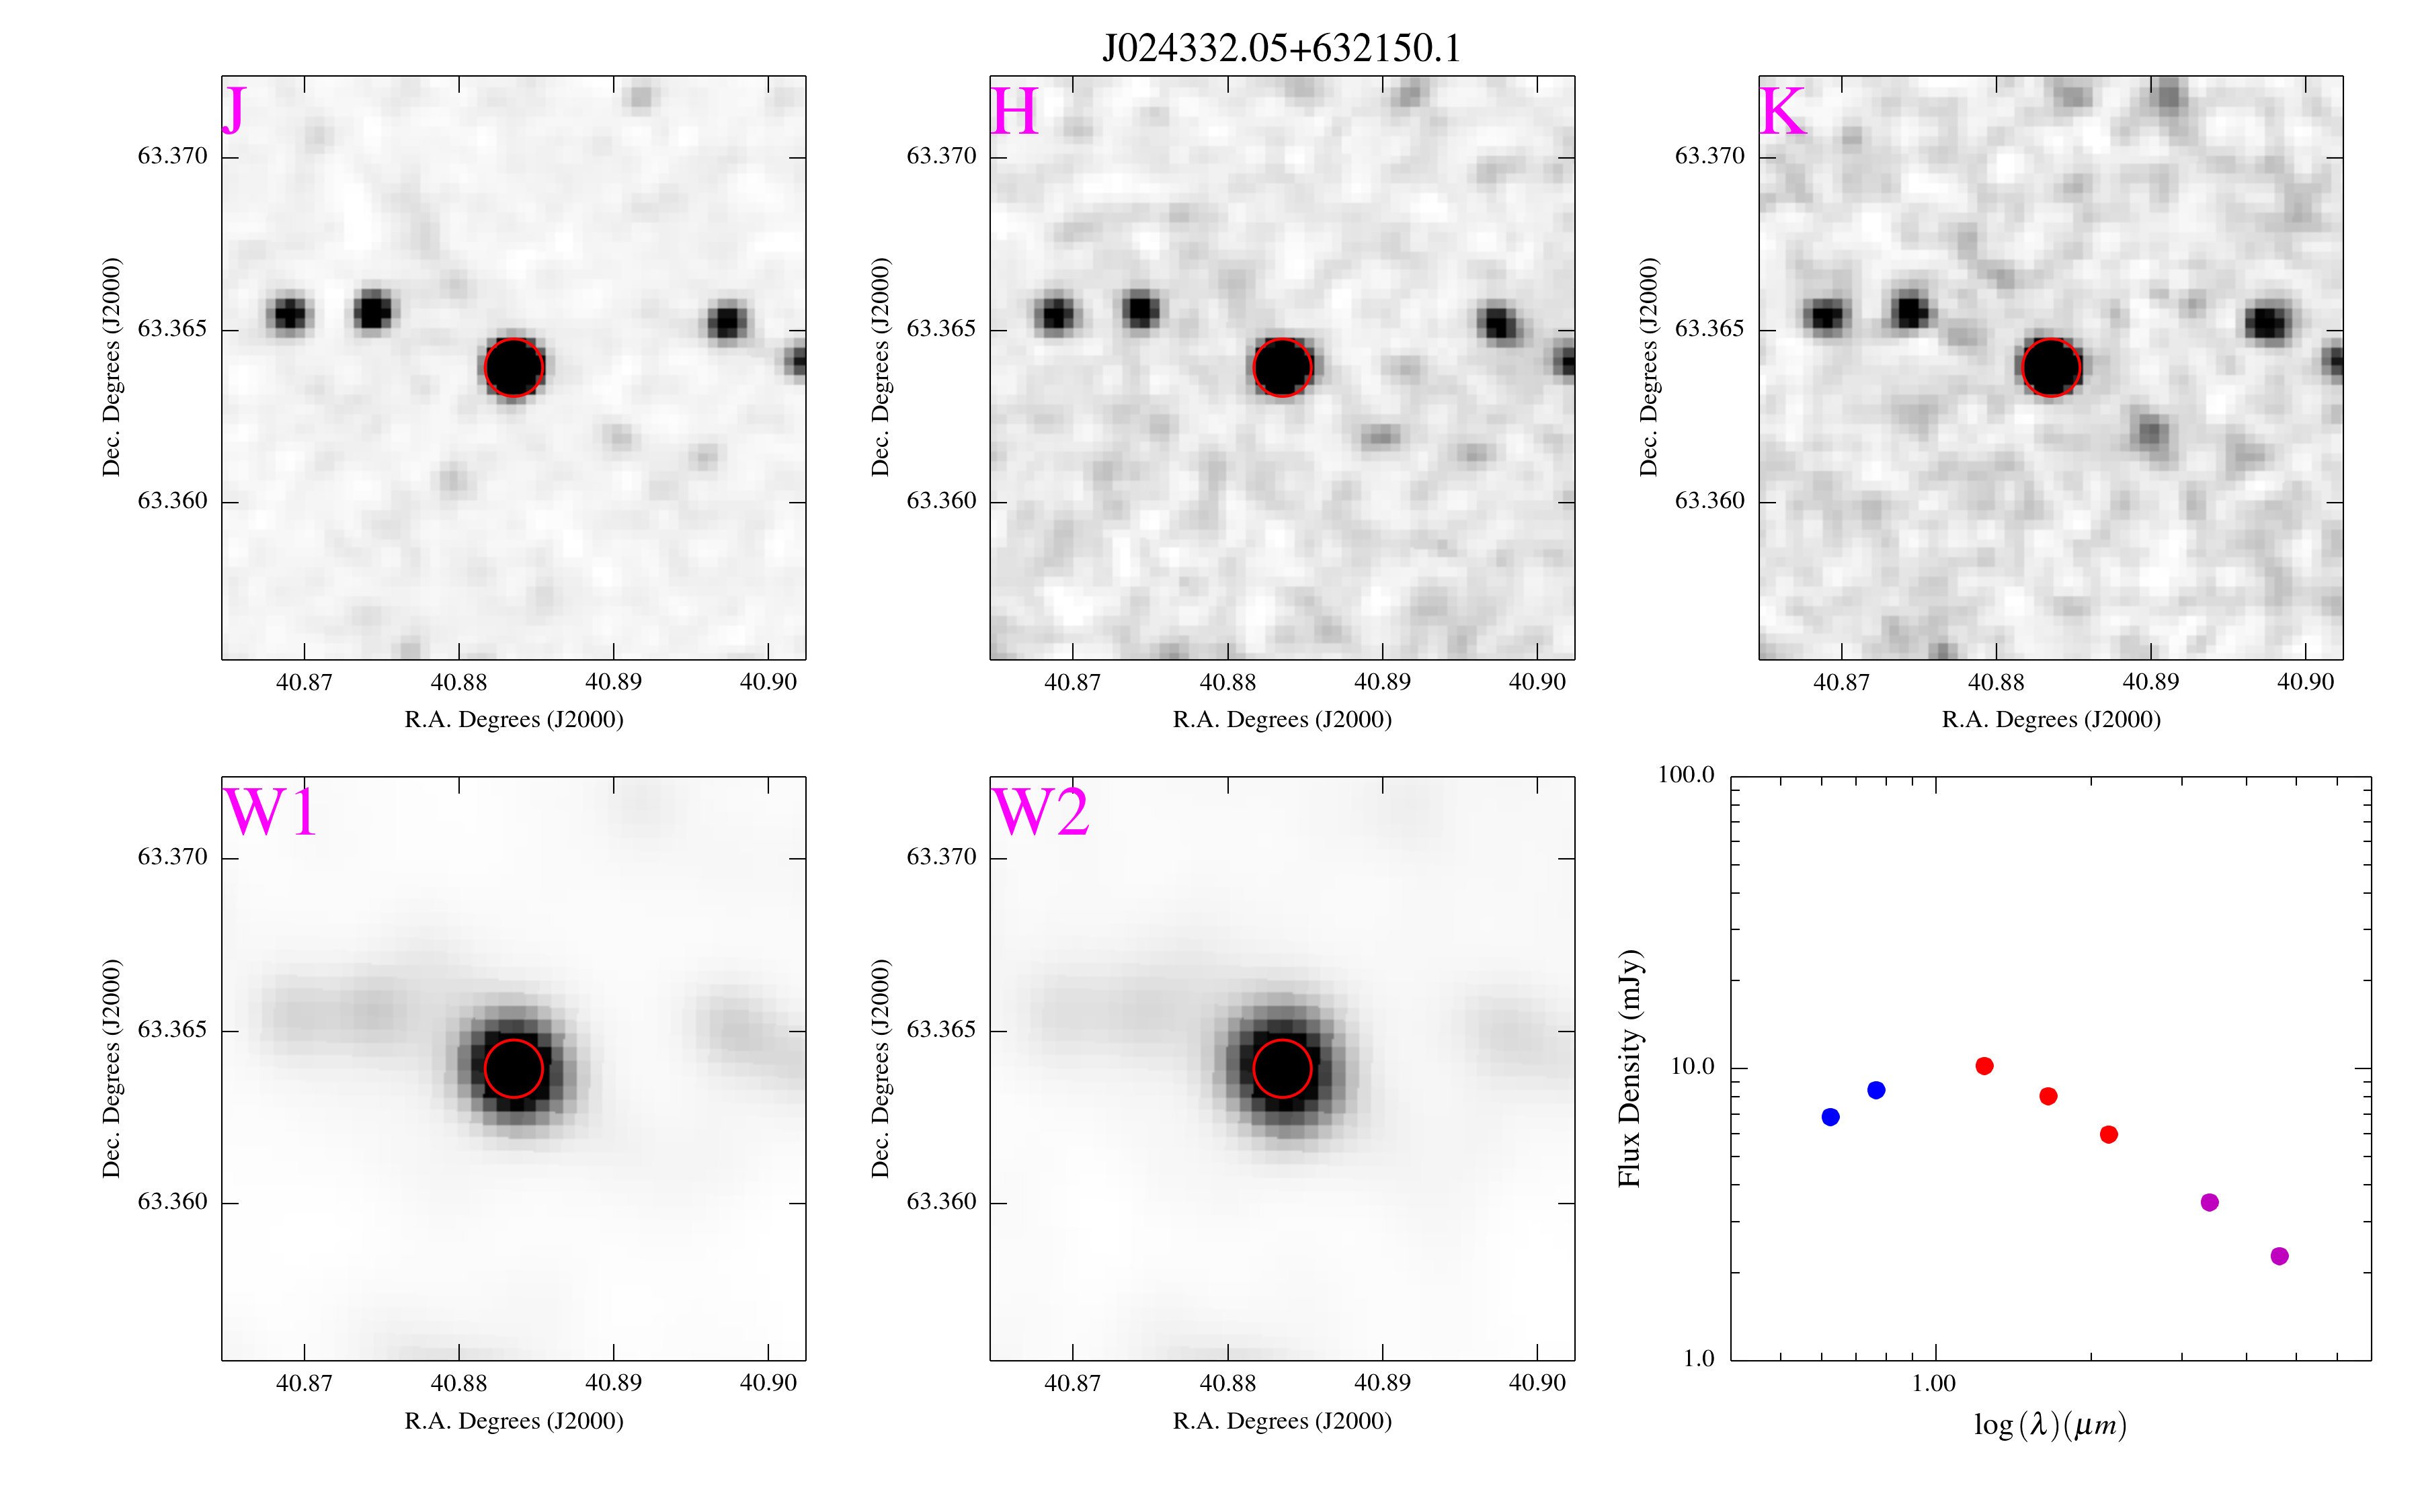 J024332.05+632150.1
J
63.370
63.365
63.360
Dec. Degrees (J2000)
40.87 40.88 40.89 40.90
R.A. Degrees (J2000)
H
63.370
63.365
63.360
Dec. Degrees (J2000)
40.87 40.88 40.89 40.90
R.A. Degrees (J2000)
K
63.370
63.365
63.360
Dec. Degrees (J2000)
40.87 40.88 40.89 40.90
R.A. Degrees (J2000)
W1
63.370
63.365
63.360
Dec. Degrees (J2000)
40.87 40.88 40.89 40.90
R.A. Degrees (J2000)
W2
63.370
63.365
63.360
Dec. Degrees (J2000)
40.87 40.88 40.89 40.90
R.A. Degrees (J2000)
100.0
10.0
1.0
Flux Density (mJy)
1.00
log (λ)(μm)